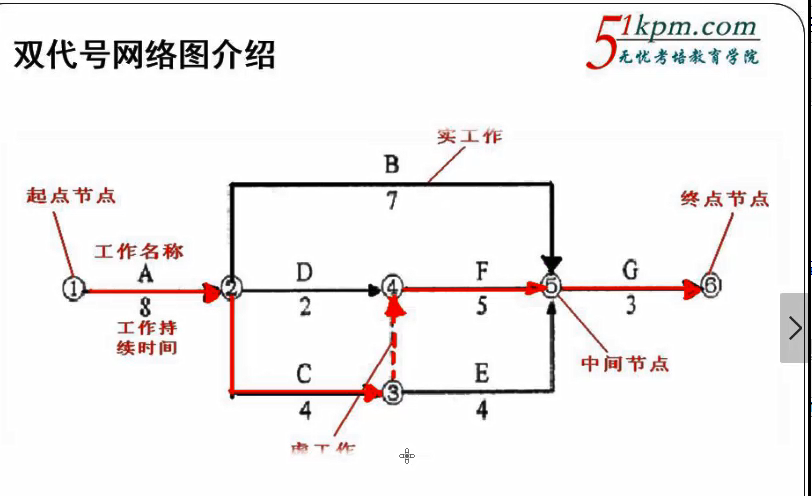 双代号网络图介绍
51kpm.com
无忧考培教育学院
实工作
B
7
起点节点
终点节点
工作名称
A
D
F
G
①
②
④
⑤
⑥
8
2
5
3
工作持
续时间
中间节点
C
E
③
4
4
虚工作